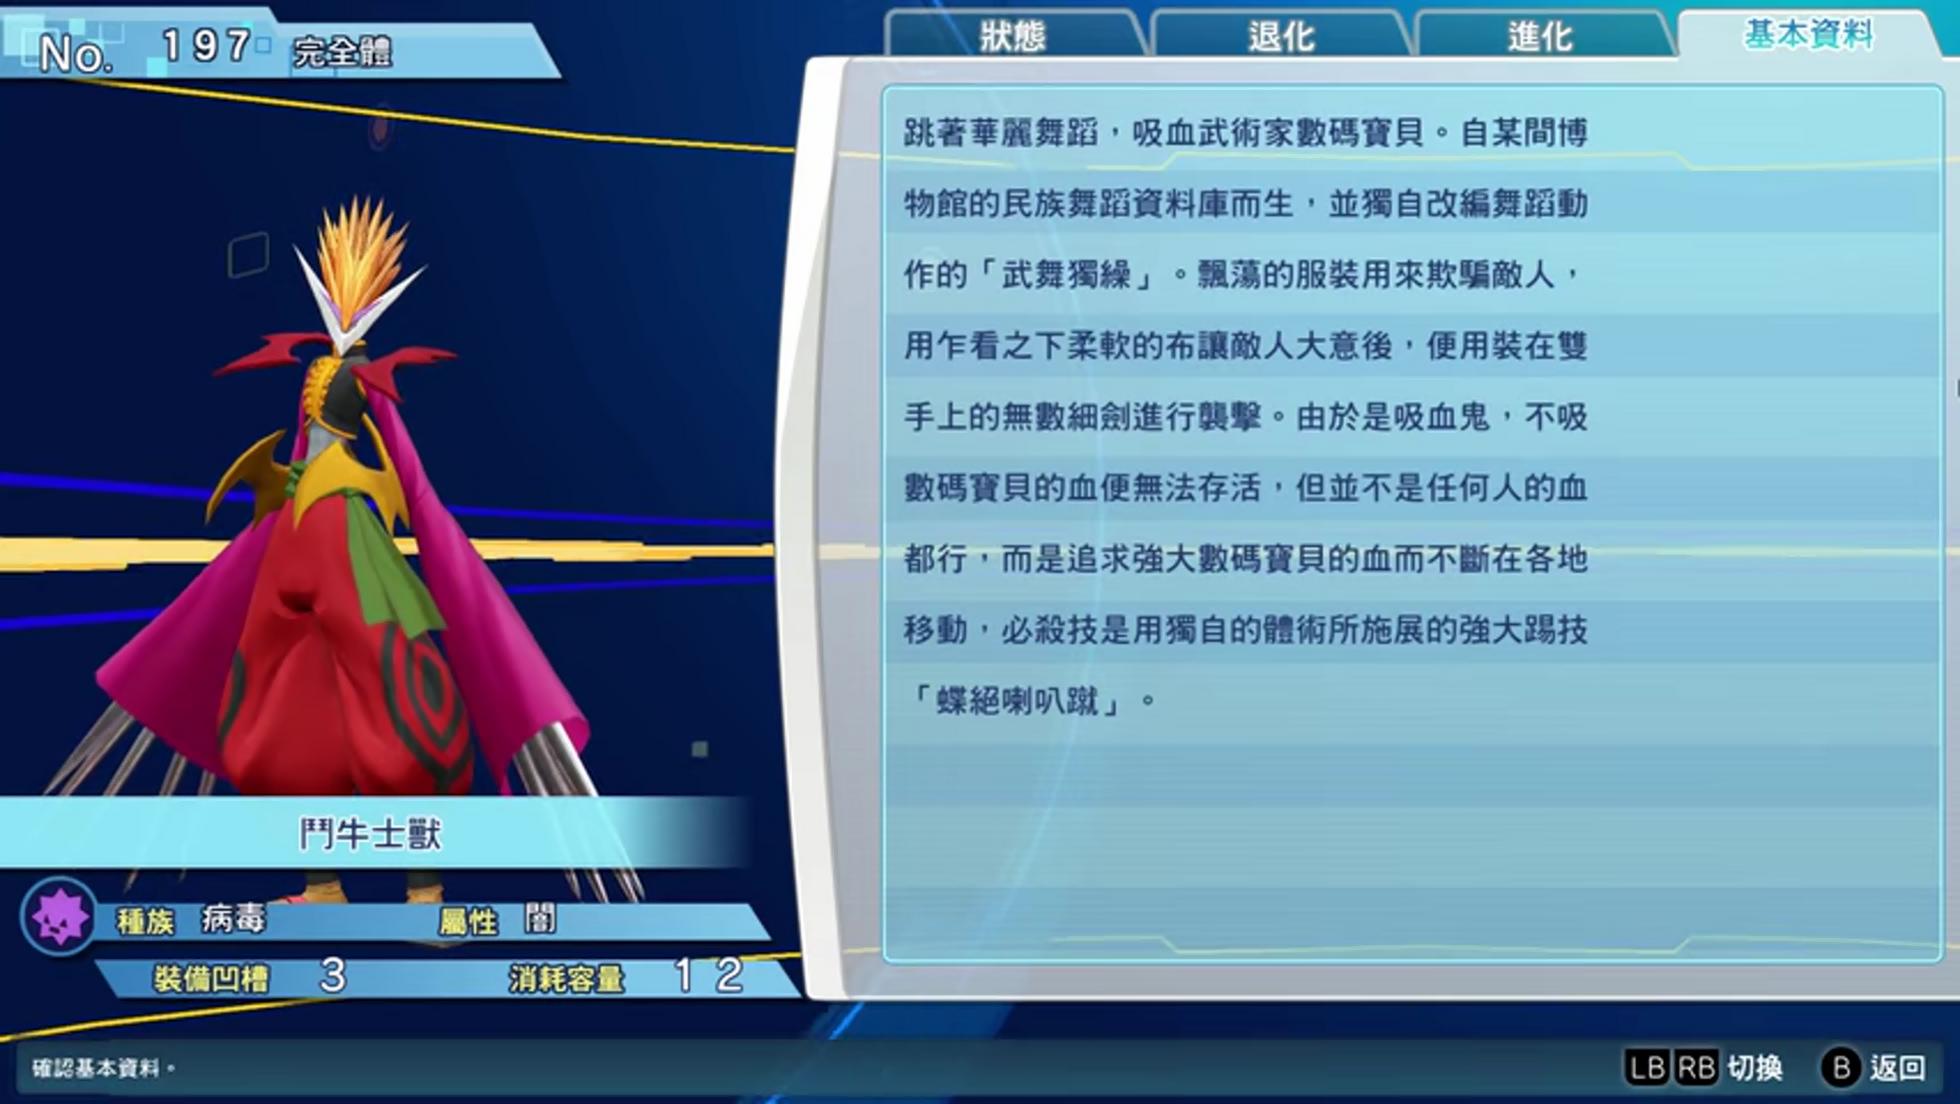 No. 197 完全體
狀態 退化 進化 基本資料
跳著華麗舞蹈，吸血武術家數碼寶貝。自某間博
物館的民族舞蹈資料庫而生，並獨自改編舞蹈動
作的「武舞獨繰」。飄蕩的服裝用來欺騙敵人，
用乍看之下柔軟的布讓敵人大意後，便用裝在雙
手上的無數細劍進行襲擊。由於是吸血鬼，不吸
數碼寶貝的血便無法存活，但並不是任何人的血
都行，而是追求強大數碼寶貝的血而不斷在各地
移動，必殺技是用獨自的體術所施展的強大踢技
「蝶絕喇叭蹴」。
鬥牛士獸
種族 病毒 屬性 闇
裝備凹槽 3 消耗容量 12
確認基本資料。
LB RB 切換 B 返回